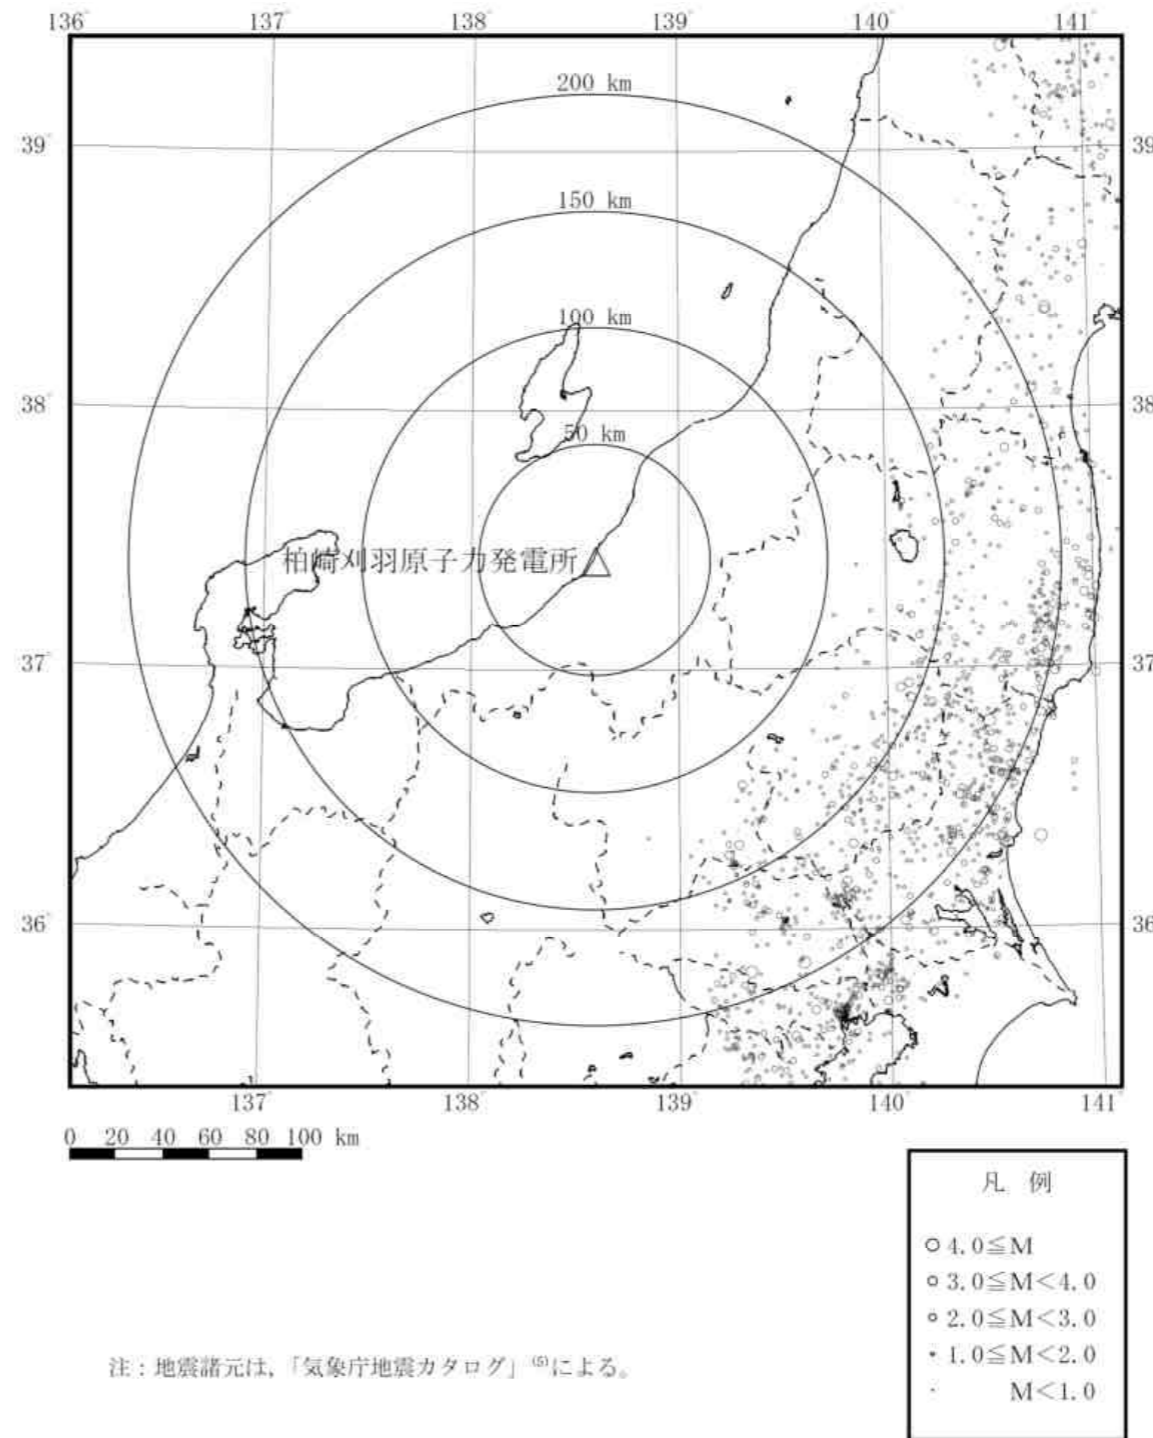 136° 137° 138° 139° 140° 141°
200 km
39° 39
150 km
100 km
38° 38
50 km
柏崎刈羽原子力発電所
37° 37
36° 36
137° 138° 139° 140° 141°
0 20 40 60 80 100 km
凡 例
4.0≦M
3.0≦M<4.0
2.0≦M<3.0
1.0≦M<2.0
M<1.0
注：地震諸元は，「気象庁地震カタログ」(5)による。